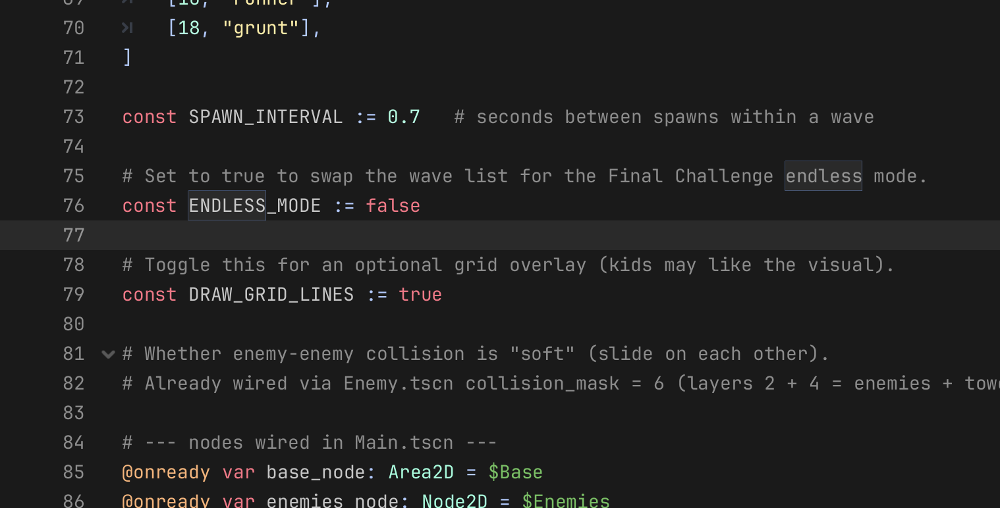 69 [16, "runner"],
70 [18, "grunt"],
71 ]
72
73 const SPAWN_INTERVAL := 0.7 # seconds between spawns within a wave
74
75 # Set to true to swap the wave list for the Final Challenge endless mode.
76 const ENDLESS_MODE := false
77
78 # Toggle this for an optional grid overlay (kids may like the visual).
79 const DRAW_GRID_LINES := true
80
81 # Whether enemy-enemy collision is "soft" (slide on each other).
82 # Already wired via Enemy.tscn collision_mask = 6 (layers 2 + 4 = enemies +
83
84 # --- nodes wired in Main.tscn ---
85 @onready var base_node: Area2D = $Base
86 @onready var enemies_node: Node2D = $Enemies